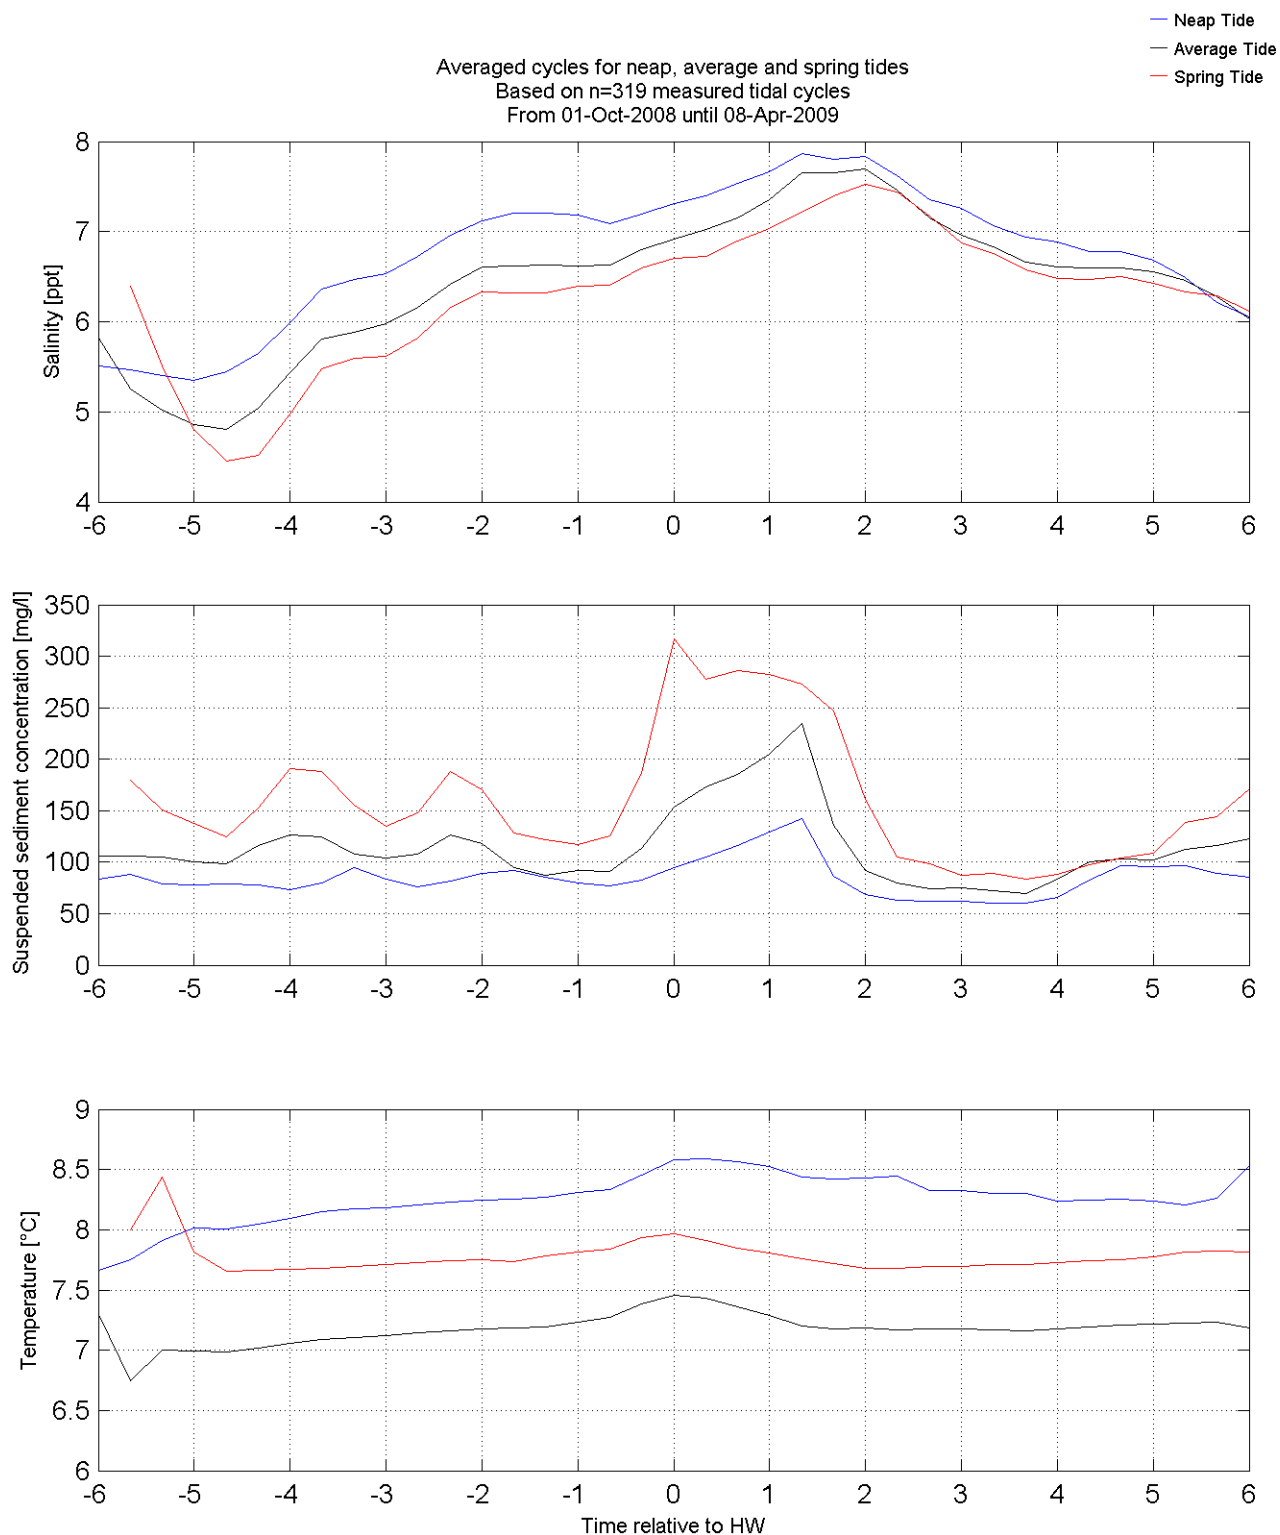 Neap Tide
Average Tide
Spring Tide
Averaged cycles for neap, average and spring tides
Based on n=319 measured tidal cycles
From 01-Oct-2008 until 08-Apr-2009
Salinity [ppt]
8
7
6
5
4
-6 -5 -4 -3 -2 -1 0 1 2 3 4 5 6
Suspended sediment concentration [mg/l]
350
300
250
200
150
100
50
0
-6 -5 -4 -3 -2 -1 0 1 2 3 4 5 6
Temperature [°C]
9
8.5
8
7.5
7
6.5
6
-6 -5 -4 -3 -2 -1 0 1 2 3 4 5 6
Time relative to HW